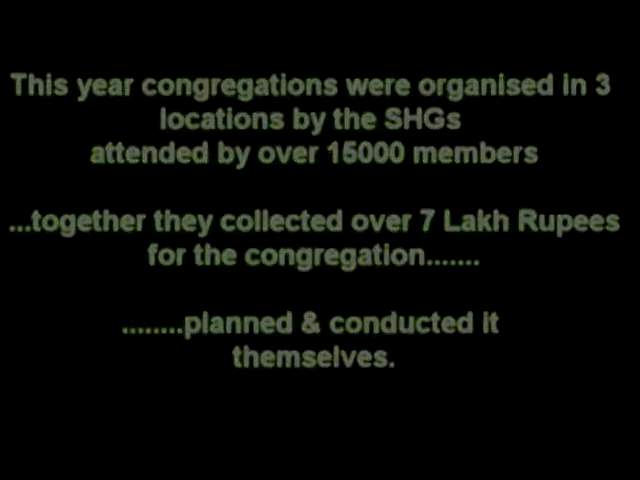 This year congregations were organised in 3
locations by the SHGs
attended by over 15000 members
...together they collected over 7 Lakh Rupees
for the congregation.......
........planned & conducted it
themselves.